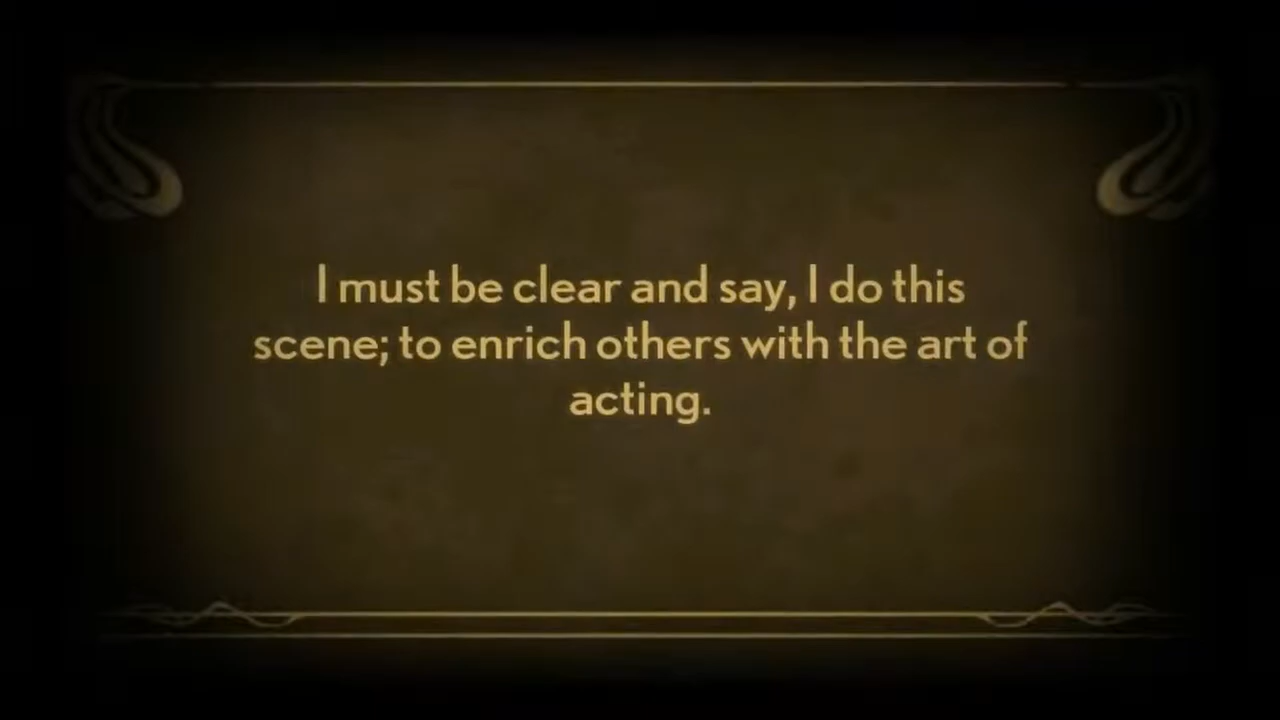 I must be clear and say, I do this
scene; to enrich others with the art of
acting.